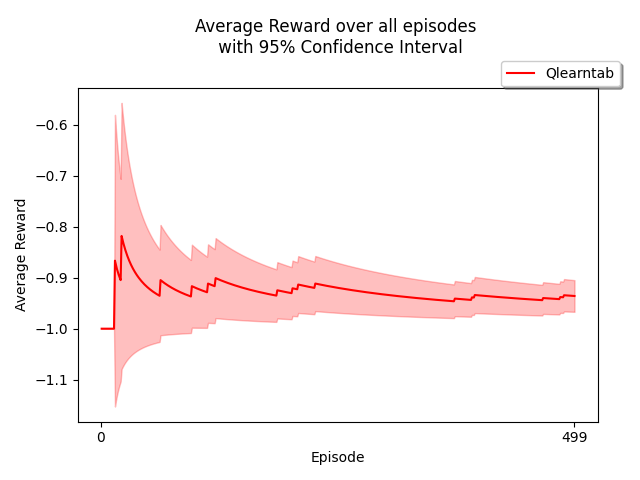 Average Reward over all episodes
with 95% Confidence Interval
Qlearntab
−0.6
−0.7
−0.8
−0.9
−1.0
−1.1
Average Reward
0
499
Episode